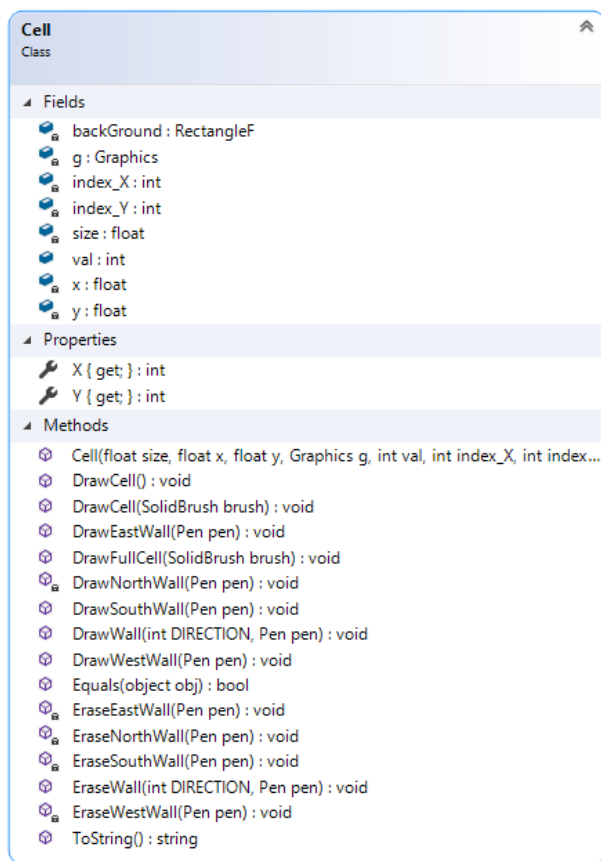 Cell
Class
Fields
backGround : RectangleF
g : Graphics
index_X : int
index_Y : int
size : float
val : int
x : float
y : float
Properties
X { get; } : int
Y { get; } : int
Methods
Cell(float size, float x, float y, Graphics g, int val, int index_X, int index...
DrawCell() : void
DrawCell(SolidBrush brush) : void
DrawEastWall(Pen pen) : void
DrawFullCell(SolidBrush brush) : void
DrawNorthWall(Pen pen) : void
DrawSouthWall(Pen pen) : void
DrawWall(int DIRECTION, Pen pen) : void
DrawWestWall(Pen pen) : void
Equals(object obj) : bool
EraseEastWall(Pen pen) : void
EraseNorthWall(Pen pen) : void
EraseSouthWall(Pen pen) : void
EraseWall(int DIRECTION, Pen pen) : void
EraseWestWall(Pen pen) : void
ToString() : string